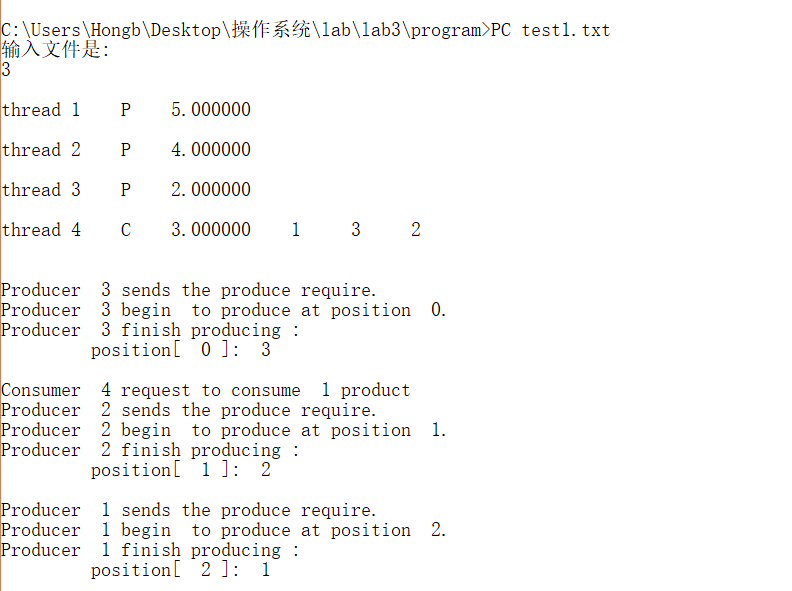 C:\Users\Hongb\Desktop\操作系统\lab\lab3\program>PC test1.txt
输入文件是:
3
thread 1    P    5.000000
thread 2    P    4.000000
thread 3    P    2.000000
thread 4    C    3.000000    1     3     2
Producer  3 sends the produce require.
Producer  3 begin  to produce at position  0.
Producer  3 finish producing :
         position[  0 ]:  3
Consumer  4 request to consume  1 product
Producer  2 sends the produce require.
Producer  2 begin  to produce at position  1.
Producer  2 finish producing :
         position[  1 ]:  2
Producer  1 sends the produce require.
Producer  1 begin  to produce at position  2.
Producer  1 finish producing :
         position[  2 ]:  1